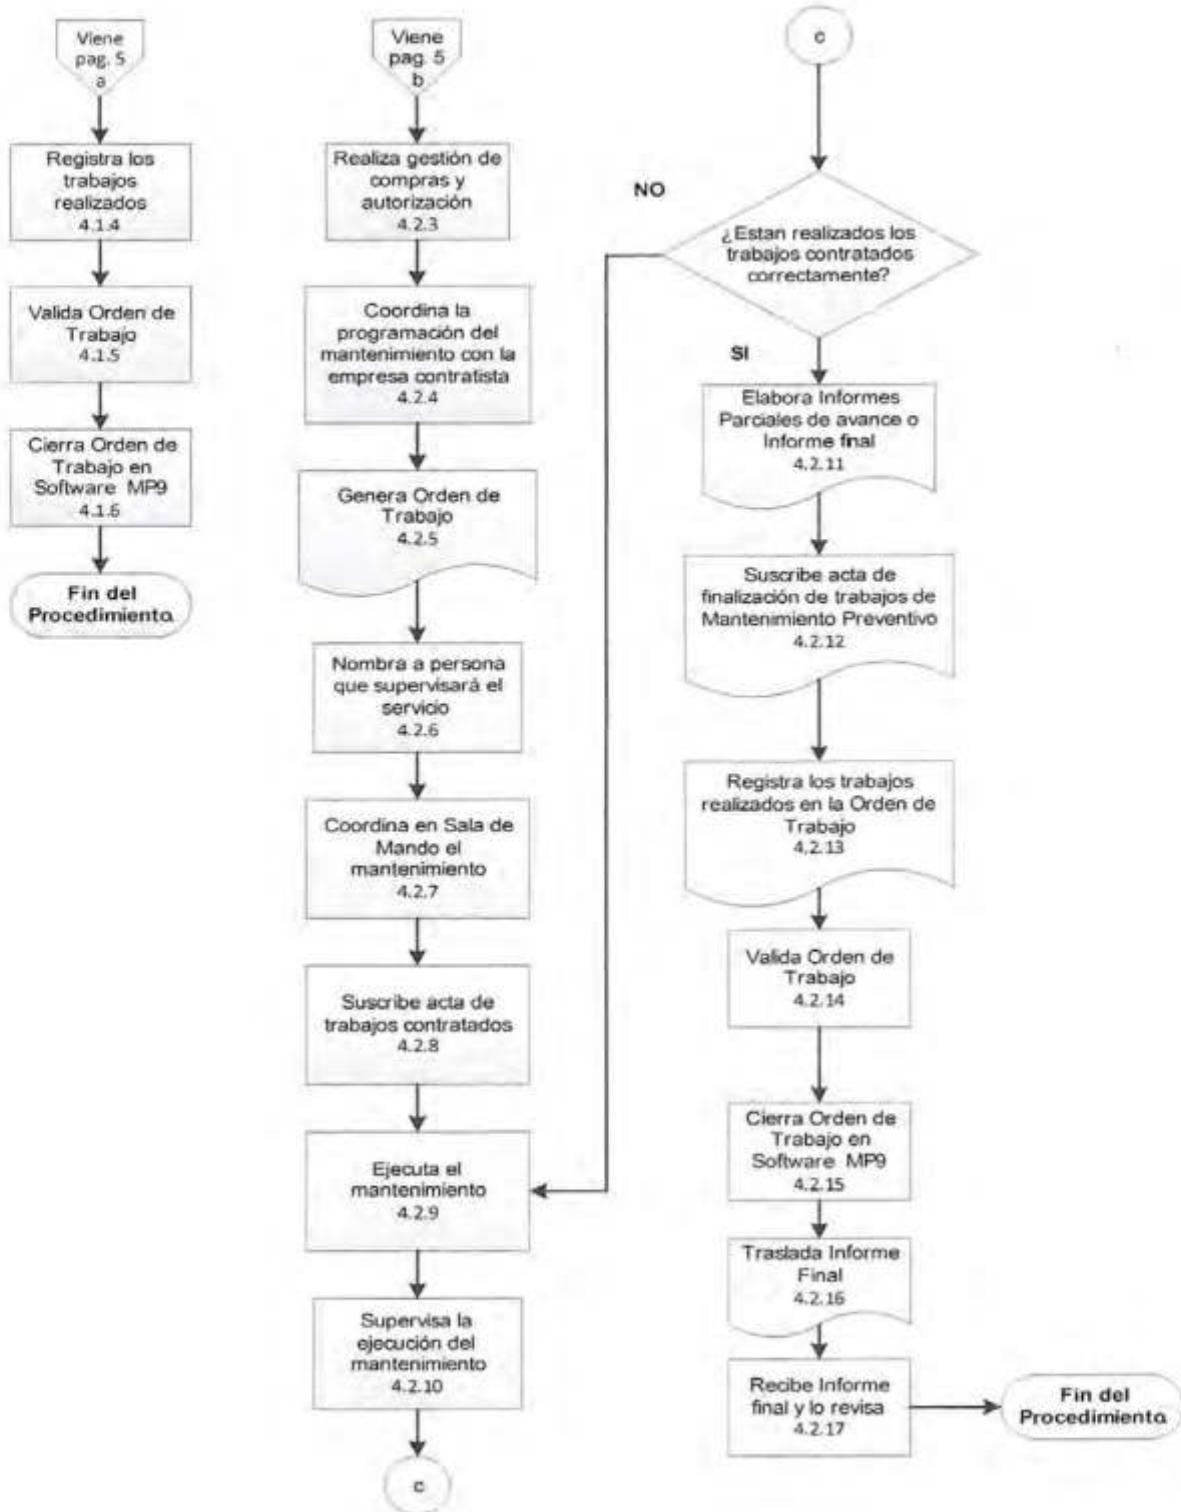 Viene
pag. 5
a
Registra los
trabajos
realizados
4.1.4
Valida Orden de
Trabajo
4.1.5
Cierra Orden de
Trabajo en
Software MP9
4.1.6
Fin del
Procedimiento
Viene
pag. 5
b
Realiza gestión de
compras y
autorización
4.2.3
Coordina la
programación del
mantenimiento con la
empresa contratista
4.2.4
Genera Orden de
Trabajo
4.2.5
Nombra a persona
que supervisará el
servicio
4.2.6
Coordina en Sala de
Mando el
mantenimiento
4.2.7
Suscribe acta de
trabajos contratados
4.2.8
Ejecuta el
mantenimiento
4.2.9
Supervisa la
ejecución del
mantenimiento
4.2.10
c
c
NO
¿Estan realizados los
trabajos contratados
correctamente?
SI
Elabora Informes
Parciales de avance o
Informe final
4.2.11
Suscribe acta de
finalización de trabajos de
Mantenimiento Preventivo
4.2.12
Registra los trabajos
realizados en la Orden de
Trabajo
4.2.13
Valida Orden de
Trabajo
4.2.14
Cierra Orden de
Trabajo en
Software MP9
4.2.15
Traslada Informe
Final
4.2.16
Recibe Informe
final y lo revisa
4.2.17
Fin del
Procedimiento